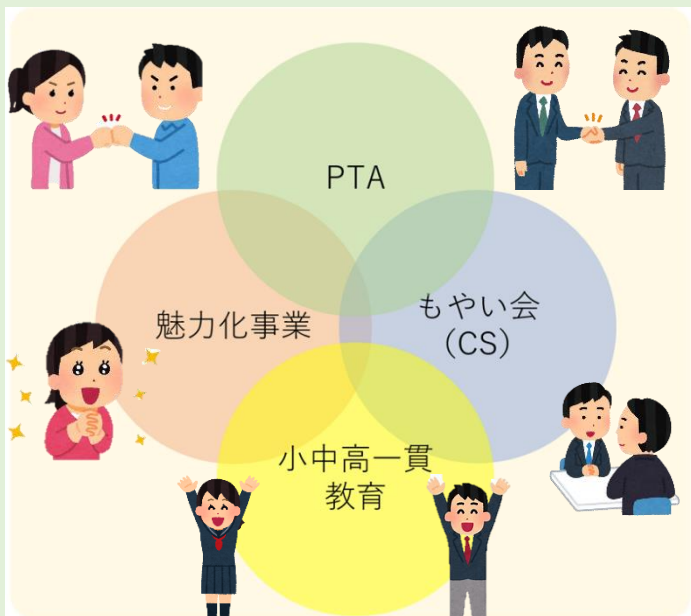 PTA
魅力化事業
もやい会
(CS)
小中高一貫
教育